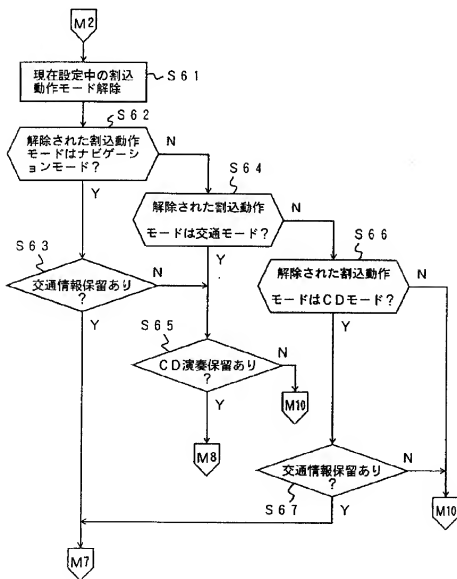 M2
現在設定中の割込
動作モード解除
S61
S62
解除された割込動作
モードはナビゲーシ
ョンモード?
N
Y
S64
解除された割込動作
モードは交通モード?
N
Y
S63
交通情報保留あり
?
N
Y
S66
解除された割込動作
モードはCDモード?
N
Y
S65
CD演奏保留あり
?
N
Y
M10
M8
交通情報保留あり
?
N
Y
S67
M10
M7